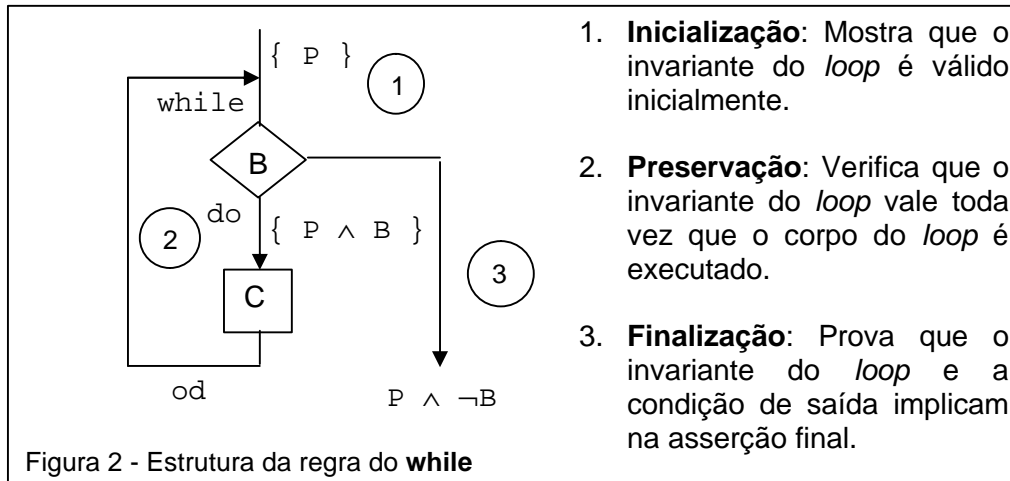 { P }
1
while
B
do
{ P ∧ B }
2
3
C
od
P ∧ ¬B
Figura 2 - Estrutura da regra do while
1. Inicialização: Mostra que o
invariante do loop é válido
inicialmente.
2. Preservação: Verifica que o
invariante do loop vale toda
vez que o corpo do loop é
executado.
3. Finalização: Prova que o
invariante do loop e a
condição de saída implicam
na asserção final.